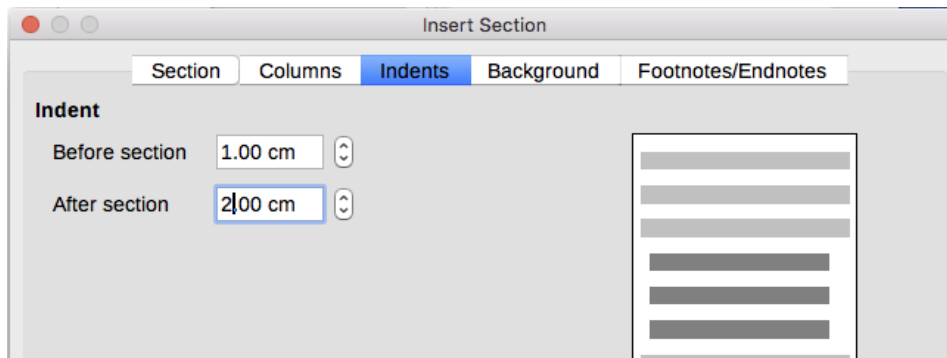 Insert Section
Section Columns Indents Background Footnotes/Endnotes
Indent
Before section 1.00 cm
After section 2.00 cm